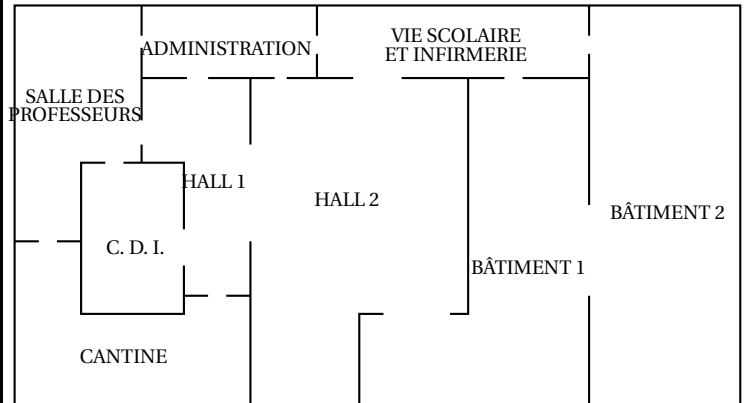 ADMINISTRATION
VIE SCOLAIRE
ET INFIRMERIE
SALLE DES
PROFESSEURS
HALL 1
HALL 2
BÂTIMENT 2
C. D. I.
BÂTIMENT 1
CANTINE